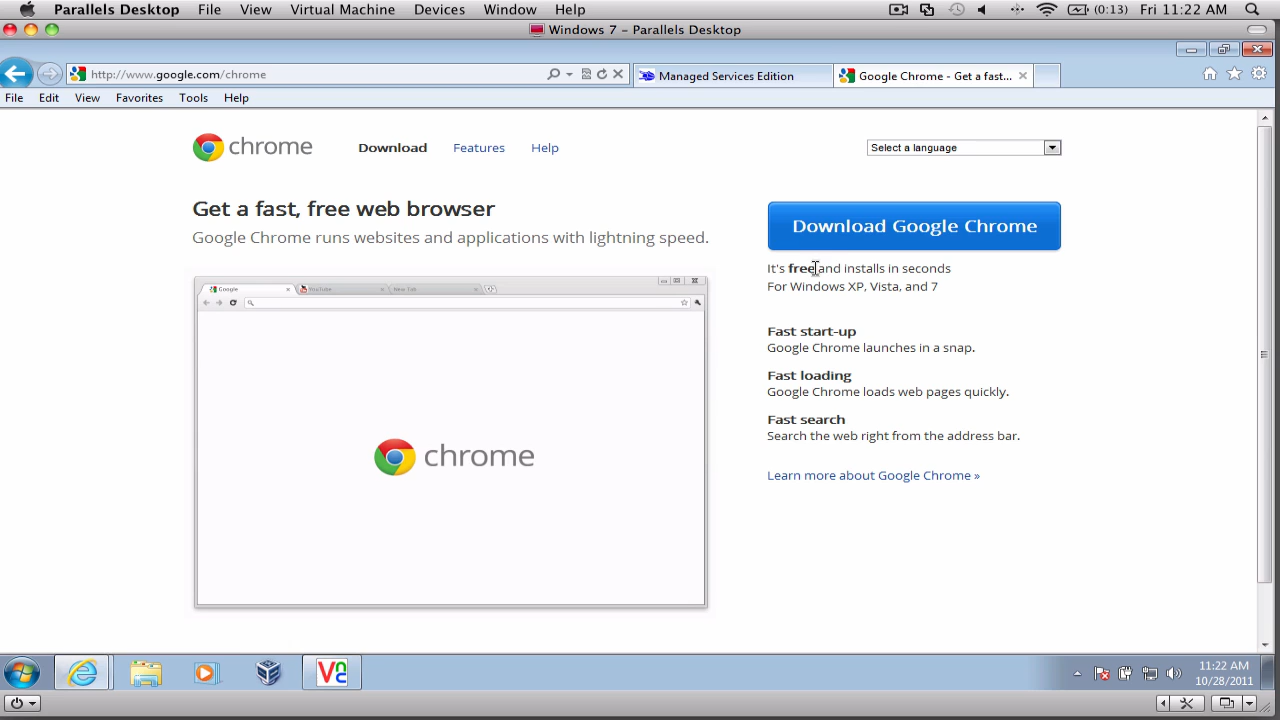 Parallels Desktop File View Virtual Machine Devices Window Help (0:13) Fri 11:22 AM
Windows 7 - Parallels Desktop
http://www.google.com/chrome Managed Services Edition Google Chrome - Get a fast...
File Edit View Favorites Tools Help
chrome Download Features Help Select a language
Get a fast, free web browser
Google Chrome runs websites and applications with lightning speed.
Google YouTube New Tab
chrome
Download Google Chrome
It's free and installs in seconds
For Windows XP, Vista, and 7
Fast start-up
Google Chrome launches in a snap.
Fast loading
Google Chrome loads web pages quickly.
Fast search
Search the web right from the address bar.
Learn more about Google Chrome »
VNC
11:22 AM
10/28/2011